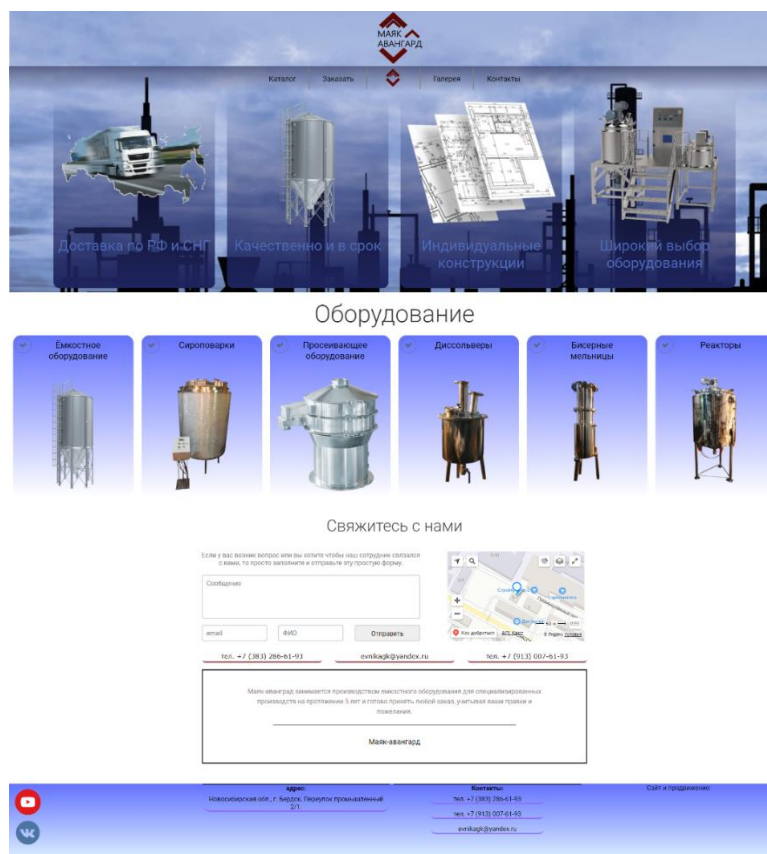 МАЯК
АВАНГАРД
Каталог Заказать Галерея Контакты
Доставка по РФ и СНГ
Качественно и в срок
Индивидуальные
конструкции
Широкий выбор
оборудования
Оборудование
Ёмкостное
оборудование
Сироповарки
Просеивающее
оборудование
Диссольверы
Бисерные
мельницы
Реакторы
Свяжитесь с нами
Если у вас возник вопрос или вы хотите чтобы наш сотрудник связался
с вами, то просто заполните и отправьте эту простую форму.
Сообщение
email ФИО Отправить
Как добраться
© Яндекс Условия
тел. +7 (383) 286-61-93 evnikagk@yandex.ru тел. +7 (913) 007-61-93
Маяк-авангард занимается производством емкостного оборудования для специализированных
производств на протяжении 9 лет и готово принять любой заказ, учитывая ваши правки и
пожелания.
Маяк-авангард
адрес:
Новосибирская обл., г. Бердск, Переулок промышленный
2/1
Контакты:
тел. +7 (383) 286-61-93
тел. +7 (913) 007-61-93
evnikagk@yandex.ru
Сайт и продвижение: